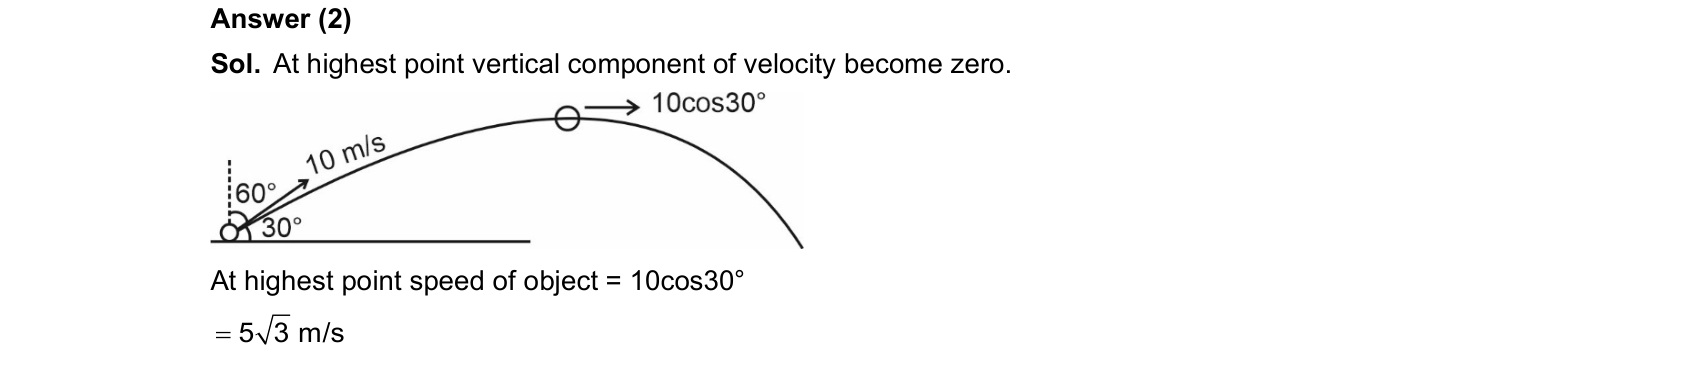 Answer (2)
Sol. At highest point vertical component of velocity become zero.
10cos30°
10 m/s
60°
30°
At highest point speed of object = 10cos30°
= 5√3 m/s